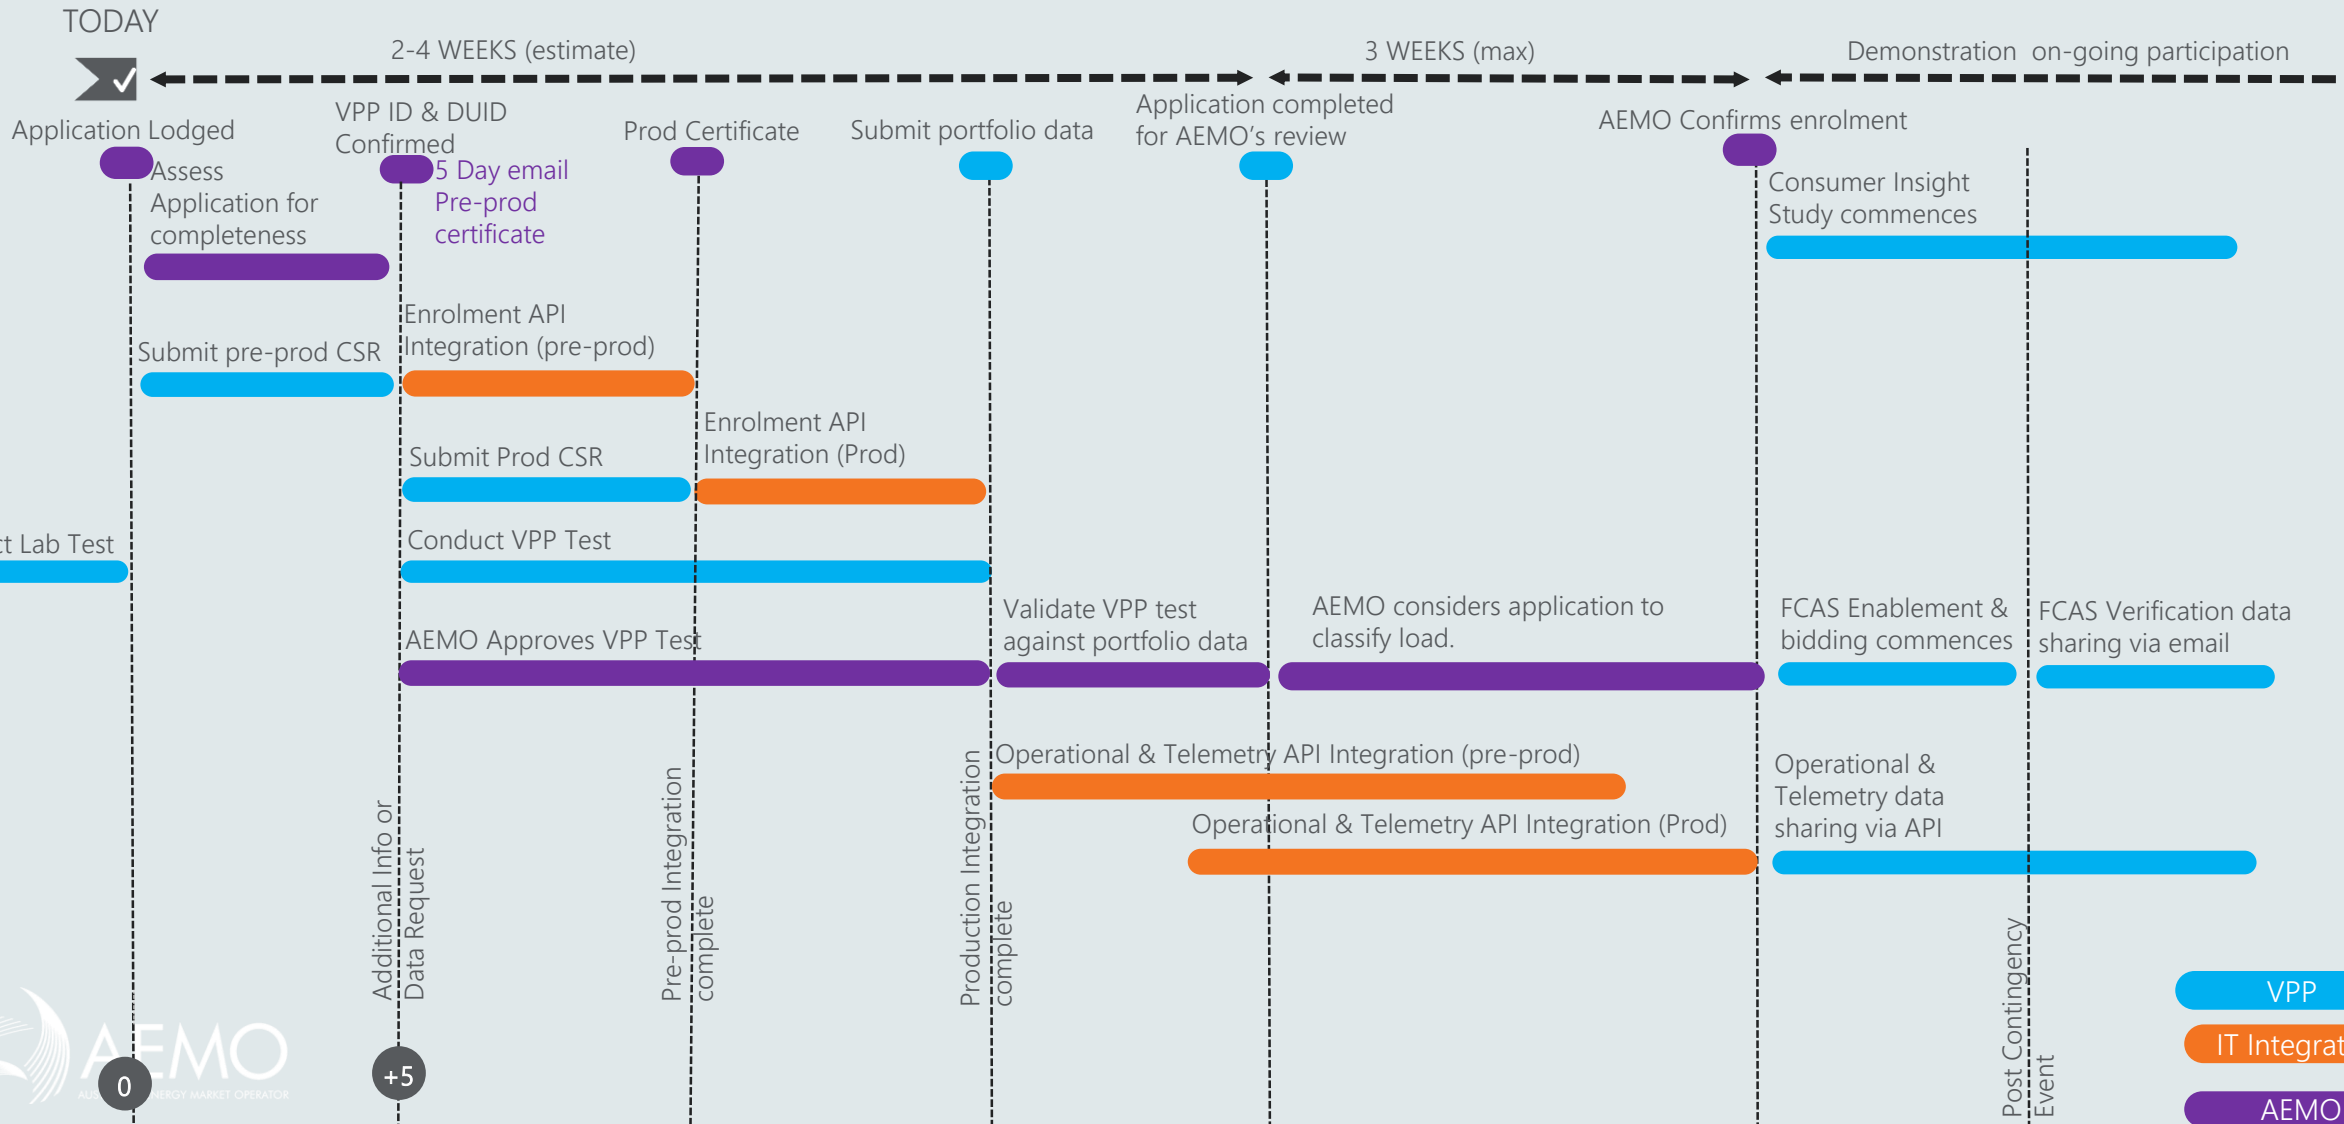 TODAY
2-4 WEEKS (estimate)
3 WEEKS (max)
Demonstration on-going participation
Application Lodged
VPP ID & DUID
Confirmed
5 Day email
Pre-prod
certificate
Prod Certificate
Submit portfolio data
Application completed
for AEMO's review
AEMO Confirms enrolment
Assess
Application for
completeness
Consumer Insight
Study commences
Submit pre-prod CSR
Enrolment API
Integration (pre-prod)
Submit Prod CSR
Enrolment API
Integration (Prod)
Lab Test
Conduct VPP Test
AEMO Approves VPP Test
Validate VPP test
against portfolio data
AEMO considers application to
classify load.
FCAS Enablement &
bidding commences
FCAS Verification data
sharing via email
Operational & Telemetry API Integration (pre-prod)
Operational & Telemetry API Integration (Prod)
Operational &
Telemetry data
sharing via API
Additional Info or
Data Request
Pre-prod Integration
complete
Production Integration
complete
Post Contingency
Event
VPP
IT
AEMO
AEMO
MARKET OPERATOR
0
+5